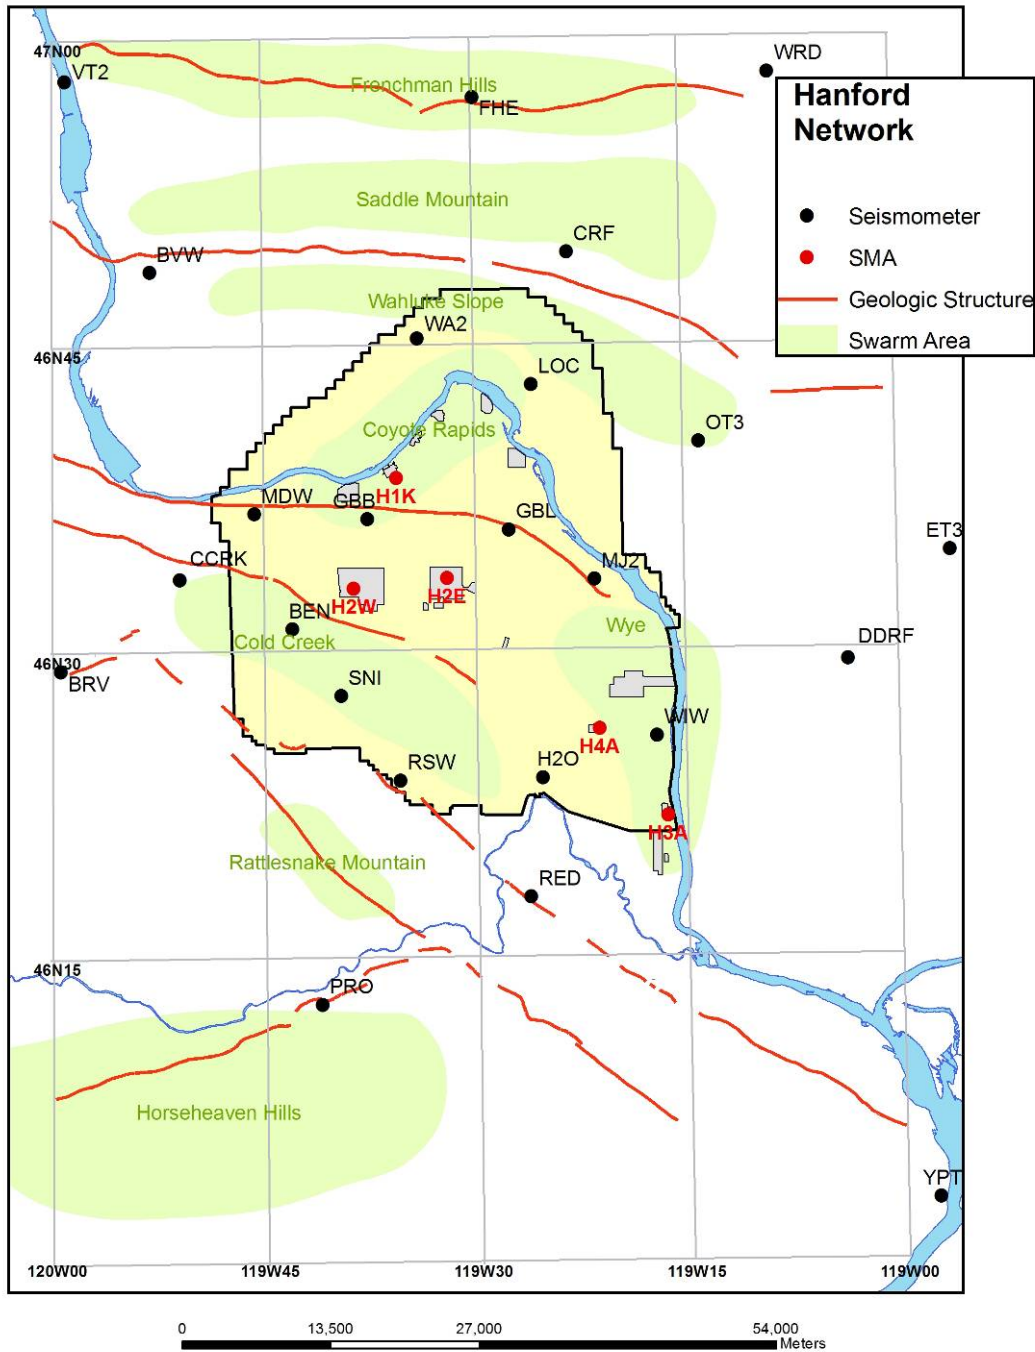 47N00
VT2
Frenchman Hills
FHE
WRD
Hanford
Network
Seismometer
SMA
Geologic Structure
Swarm Area
Saddle Mountain
CRF
BVW
Wahluke Slope
WA2
46N45
LOC
Coyote Rapids
OT3
H1K
MDW
GBB
GBL
ET3
CCRK
MJ2
H2W
H2E
BEN
Wye
Cold Creek
DDRF
46N30
BRV
SNI
WIW
H4A
RSW
H2O
H3A
Rattlesnake Mountain
RED
46N15
PRO
Horseheaven Hills
YPT
120W00
119W45
119W30
119W15
119W00
0
13,500
27,000
54,000
Meters